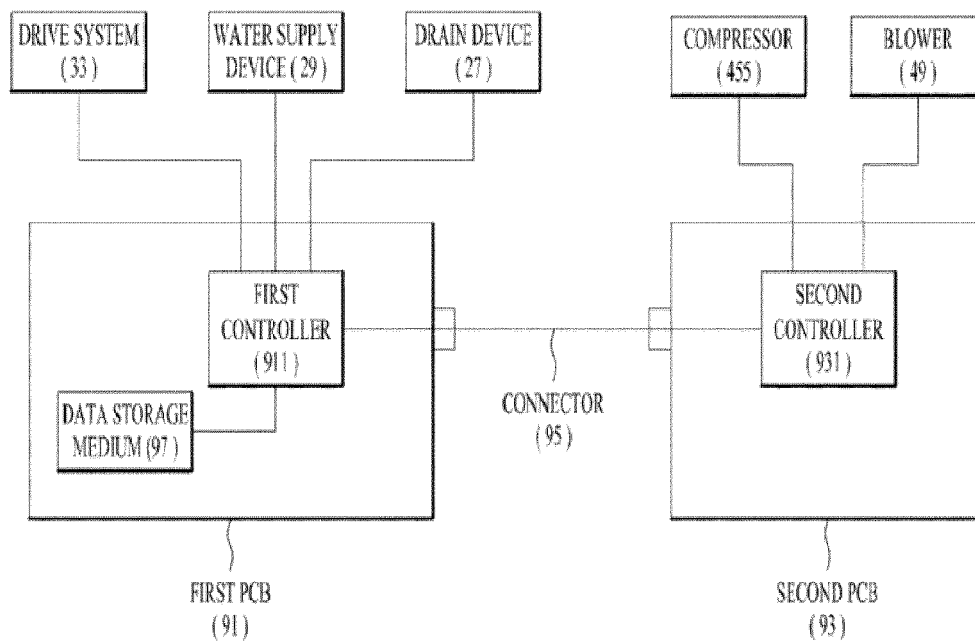 DRIVE SYSTEM
(33)
WATER SUPPLY
DEVICE (29)
DRAIN DEVICE
(27)
COMPRESSOR
(455)
BLOWER
(49)
FIRST
CONTROLLER
(911)
SECOND
CONTROLLER
(931)
DATA STORAGE
MEDIUM (97)
CONNECTOR
(95)
FIRST PCB
(91)
SECOND PCB
(93)